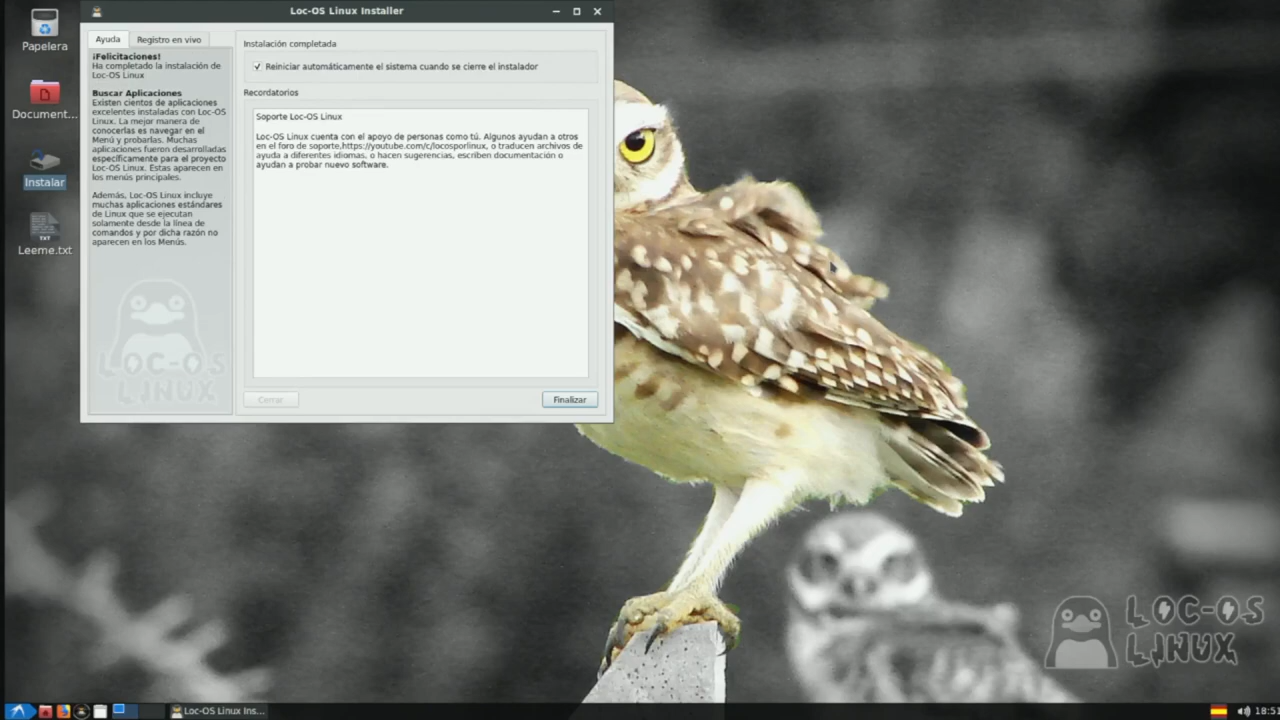 Loc-OS Linux Installer
Papelera
Document...
Instalar
TXT
Leeme.txt
Ayuda
Registro en vivo
¡Felicitaciones!
Ha completado la instalación de
Loc-OS Linux
Buscar Aplicaciones
Existen cientos de aplicaciones
excelentes instaladas con Loc-OS
Linux. La mejor manera de
conocerlas es navegar en el
Menú y probarlas. Muchas
aplicaciones fueron desarrolladas
específicamente para el proyecto
Loc-OS Linux. Estas aparecen en
los menús principales.
Además, Loc-OS Linux incluye
muchas aplicaciones estándares
de Linux que se ejecutan
solamente desde la línea de
comandos y por dicha razón no
aparecen en los Menús.
LOC-OS
LINUX
Instalación completada
Reiniciar automáticamente el sistema cuando se cierre el instalador
Recordatorios
Soporte Loc-OS Linux
Loc-OS Linux cuenta con el apoyo de personas como tú. Algunos ayudan a otros
en el foro de soporte,https://youtube.com/c/locosporlinux, o traducen archivos de
ayuda a diferentes idiomas, o hacen sugerencias, escriben documentación o
ayudan a probar nuevo software.
Cerrar
Finalizar
LOC-OS
LINUX
Loc-OS Linux Ins...
18:51